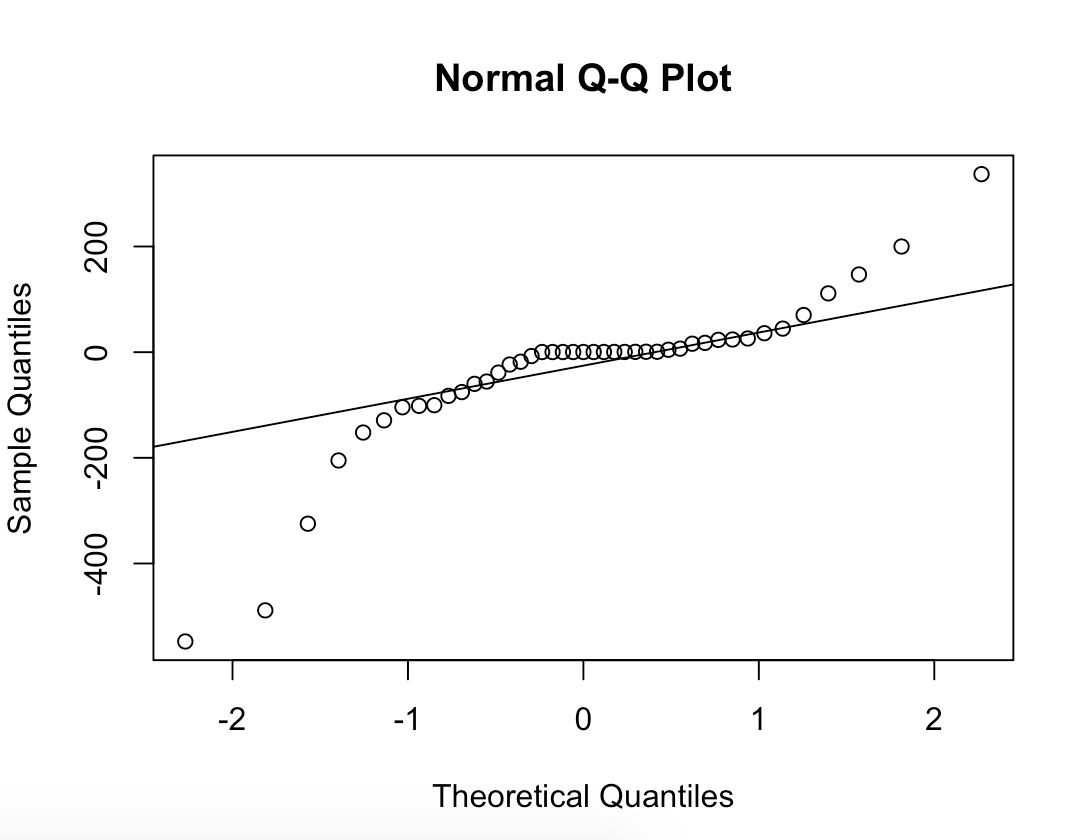 Normal Q-Q Plot
Sample Quantiles
200
0
-200
-400
-2 -1 0 1 2
Theoretical Quantiles